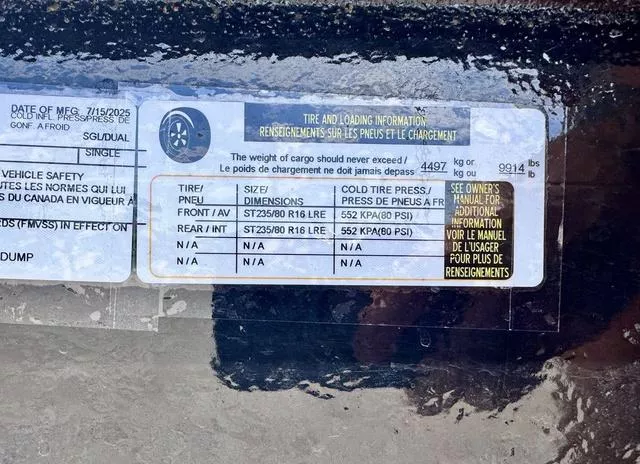 DATE OF MFG 7/15/2025
COLD INFL. PRESS/PRESS DE
GONF. A FROID
SGL/DUAL
SINGLE
VEHICLE SAFETY
UTES LES NORMES QUI LUI
DU CANADA EN VIGUEUR À
(FMVSS) IN EFFECT ON
DUMP
TIRE AND LOADING INFORMATION
RENSEIGNEMENTS SUR LES PNEUS ET LE CHARGEMENT
The weight of cargo should never exceed / 4497 kg or 9914 lbs
Le poids de chargement ne doit jamais depass kg ou lb
TIRE/ SIZE/ COLD TIRE PRESS./
PNEU DIMENSIONS PRESS DE PNEUS A FR
FRONT / AV ST235/80 R16 LRE 552 KPA(80 PSI)
REAR / INT ST235/80 R16 LRE 552 KPA(80 PSI)
N/A N/A N/A
N/A N/A N/A
SEE OWNER'S
MANUAL FOR
ADDITIONAL
INFORMATION
VOIR LE MANUEL
DE L'USAGER
POUR PLUS DE
RENSEIGNEMENTS